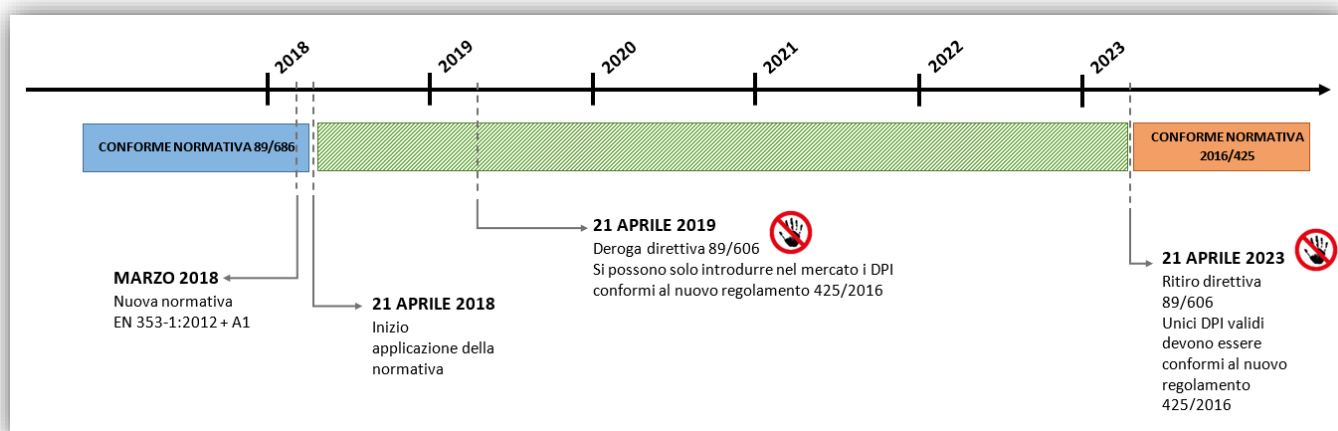 2018
2019
2020
2021
2022
2023
CONFORME NORMATIVA 89/686
CONFORME NORMATIVA
2016/425
MARZO 2018
Nuova normativa
EN 353-1:2012 + A1
21 APRILE 2018
Inizio
applicazione della
normativa
21 APRILE 2019
Deroga direttiva 89/606
Si possono solo introdurre nel mercato i DPI
conformi al nuovo regolamento 425/2016
21 APRILE 2023
Ritiro direttiva
89/606
Unici DPI validi
devono essere
conformi al nuovo
regolamento
425/2016